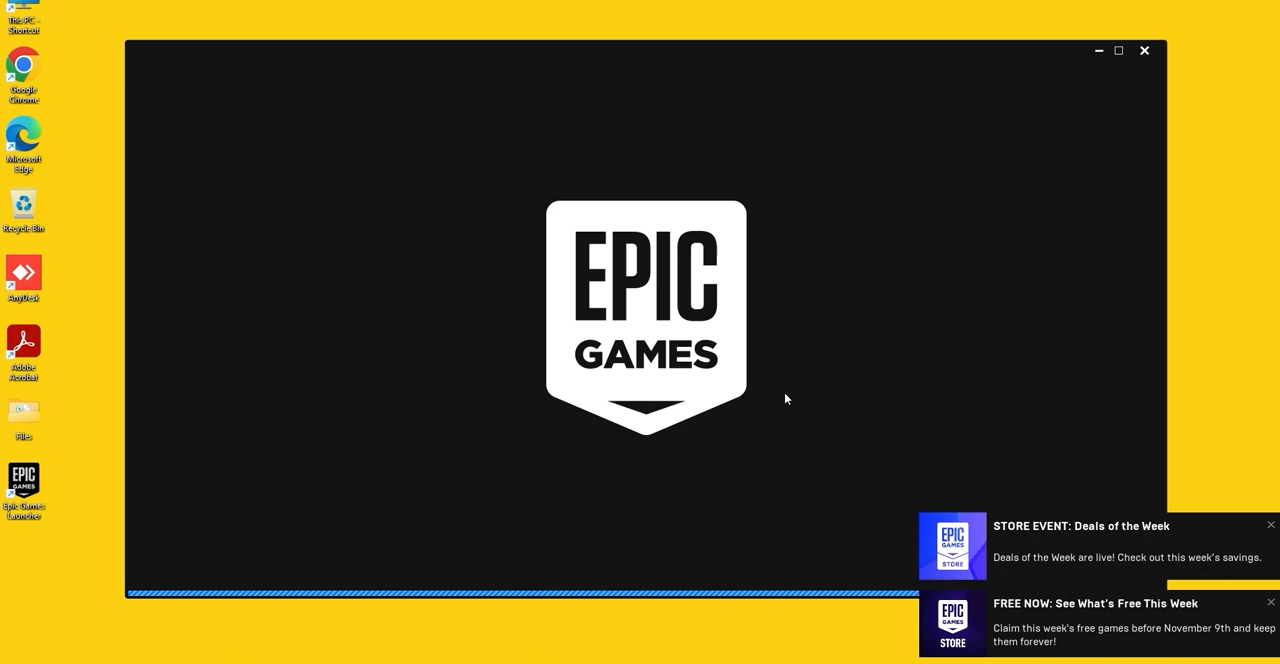 This PC -
Shortcut
Google
Chrome
Microsoft
Edge
Recycle Bin
AnyDesk
Adobe
Acrobat
Files
EPIC
GAMES
Epic Games
Launcher
EPIC
GAMES
EPIC
GAMES
STORE
STORE EVENT: Deals of the Week
Deals of the Week are live! Check out this week's savings.
EPIC
GAMES
STORE
FREE NOW: See What's Free This Week
Claim this week's free games before November 9th and keep
them forever!